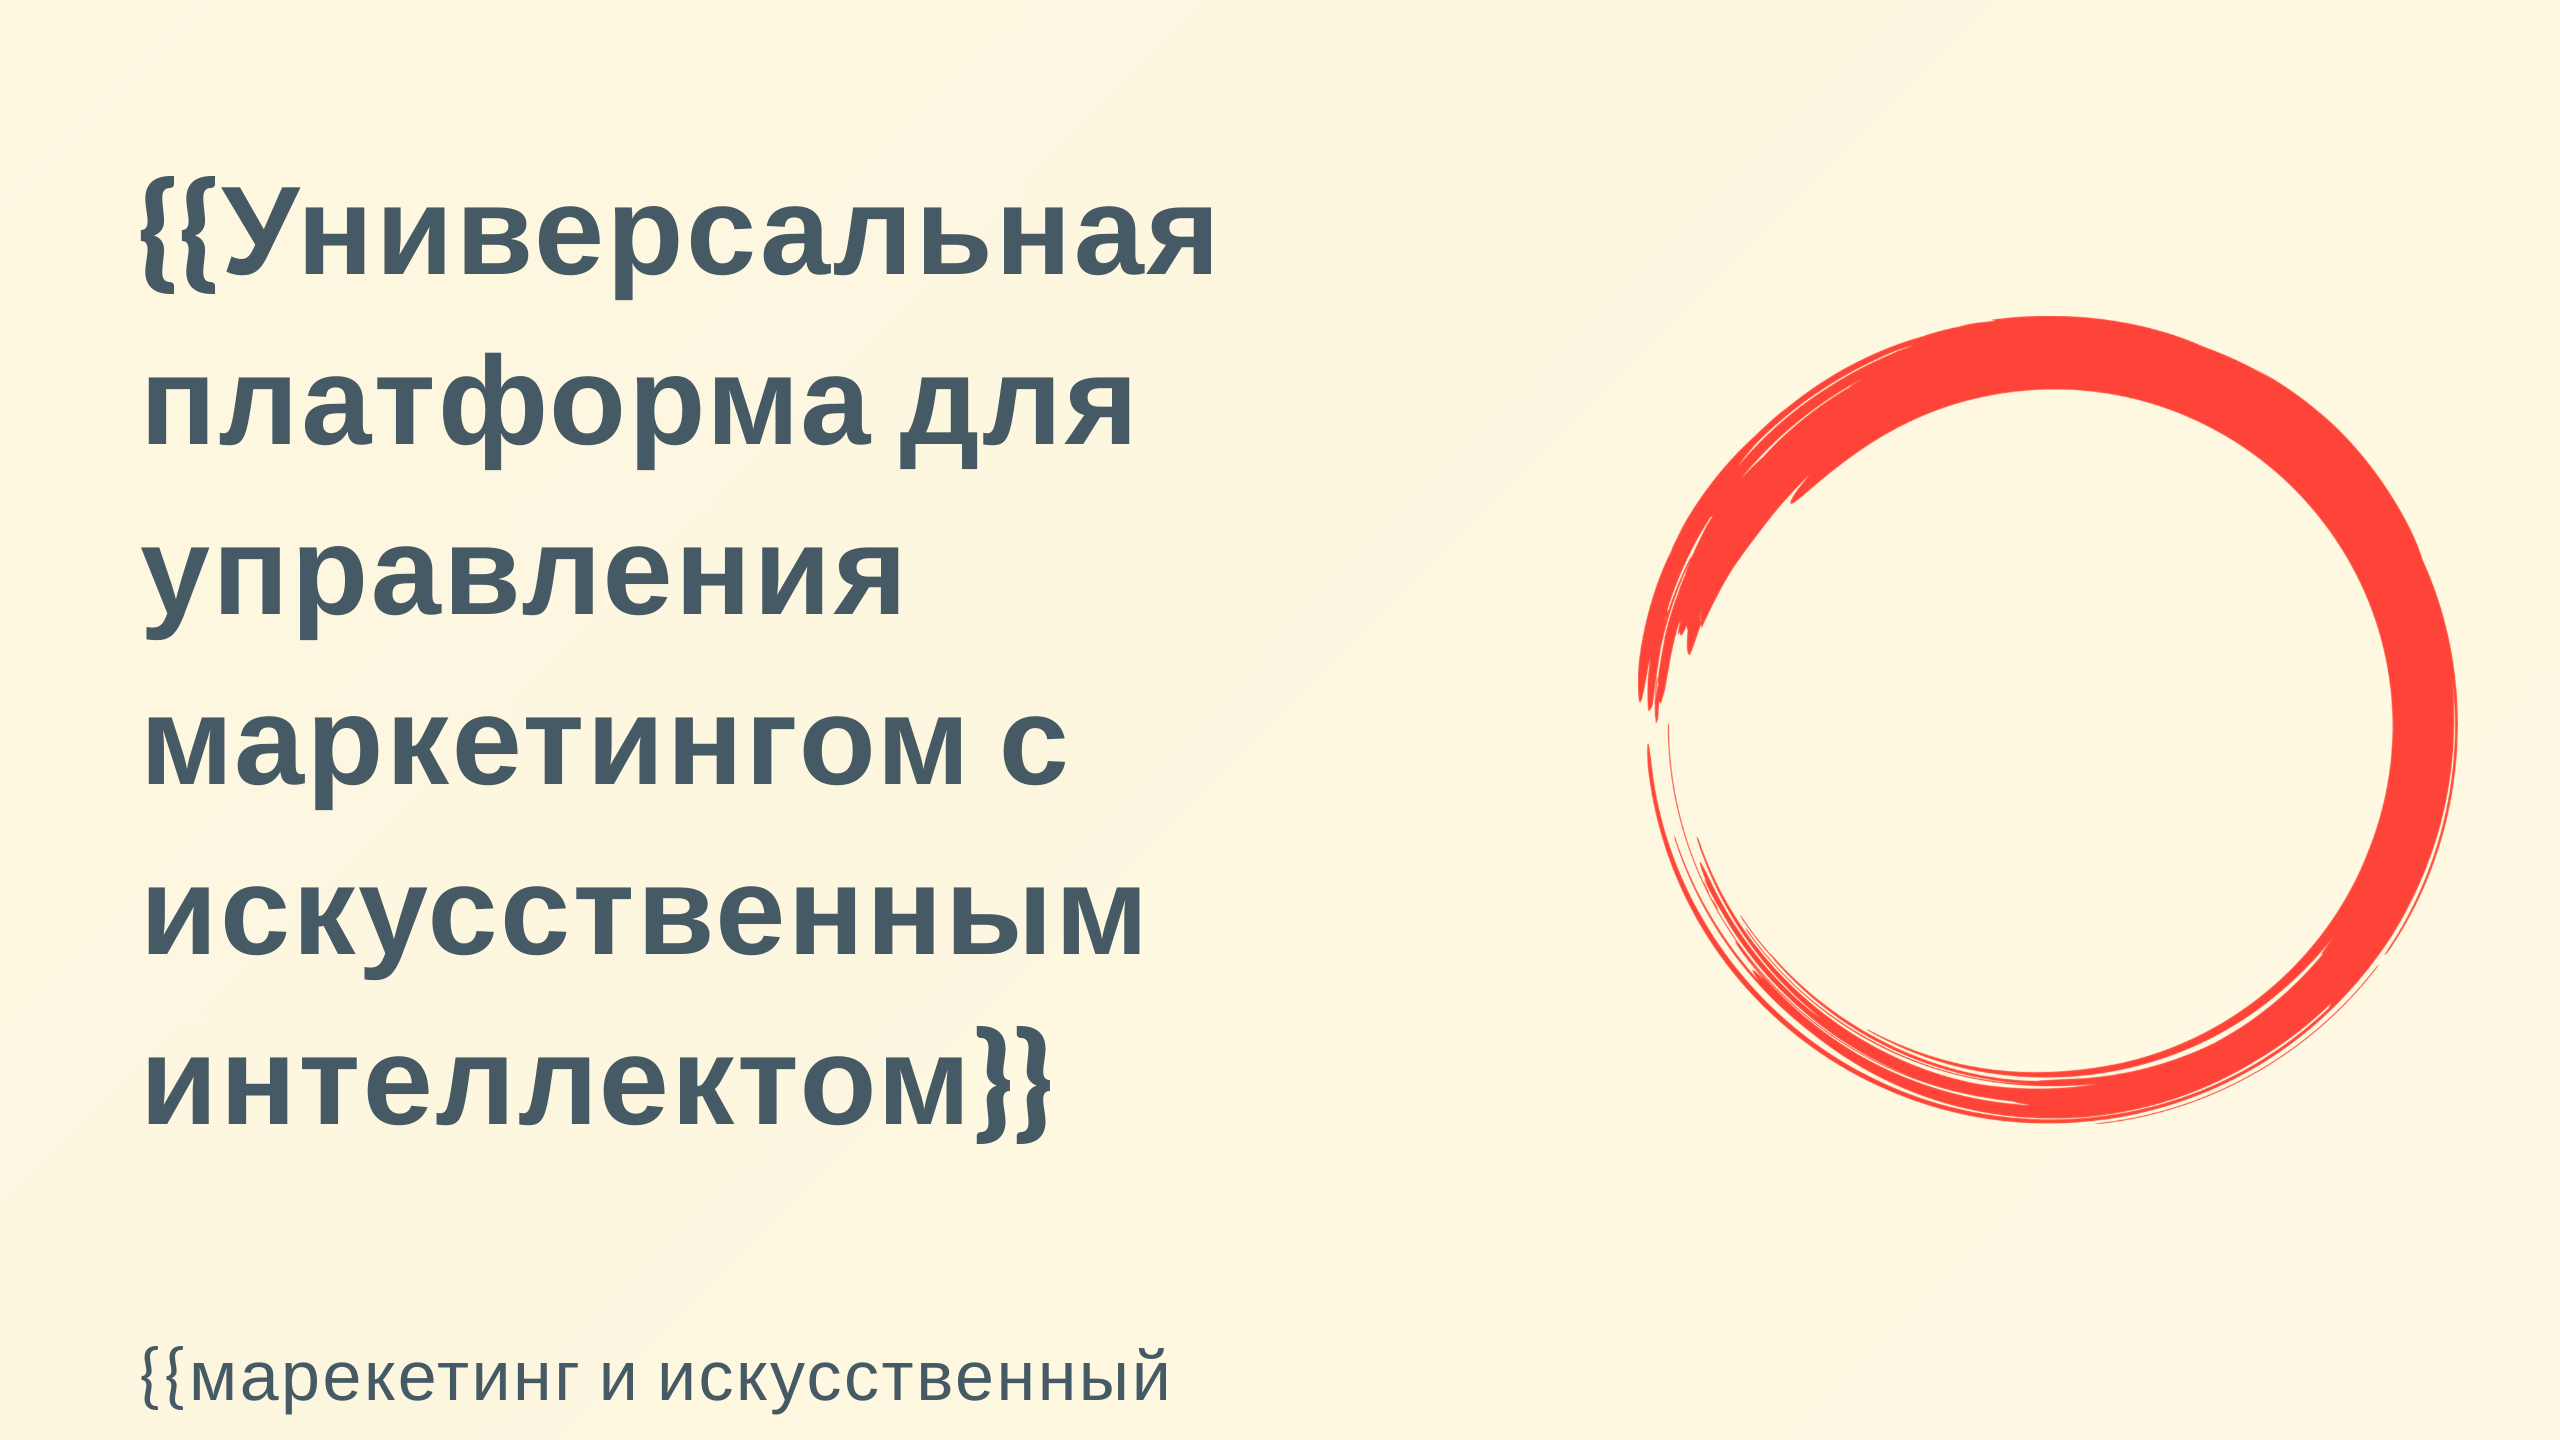 {{Универсальная
платформа для
управления
маркетингом с
искусственным
интеллектом}}
{{марекетинг и искусственный